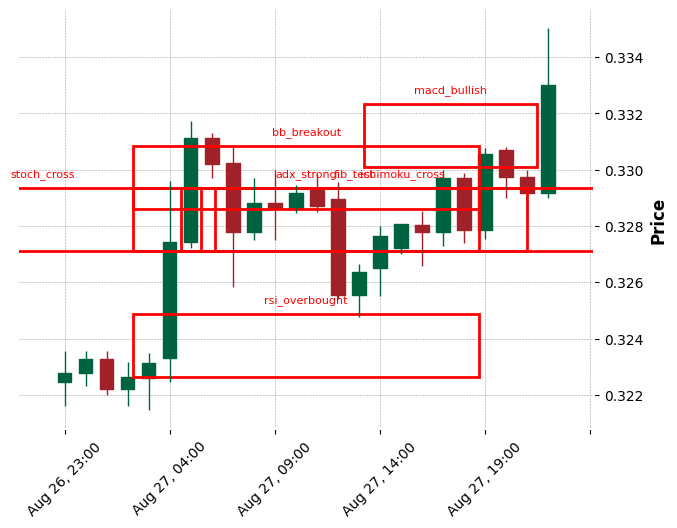 0.334
macd_bullish
0.332
bb_breakout
0.330
stoch_cross
adx_strong
fib_test
ichimoku_cross
0.328
Price
0.326
rsi_overbought
0.324
0.322
Aug 26, 23:00
Aug 27, 04:00
Aug 27, 09:00
Aug 27, 14:00
Aug 27, 19:00